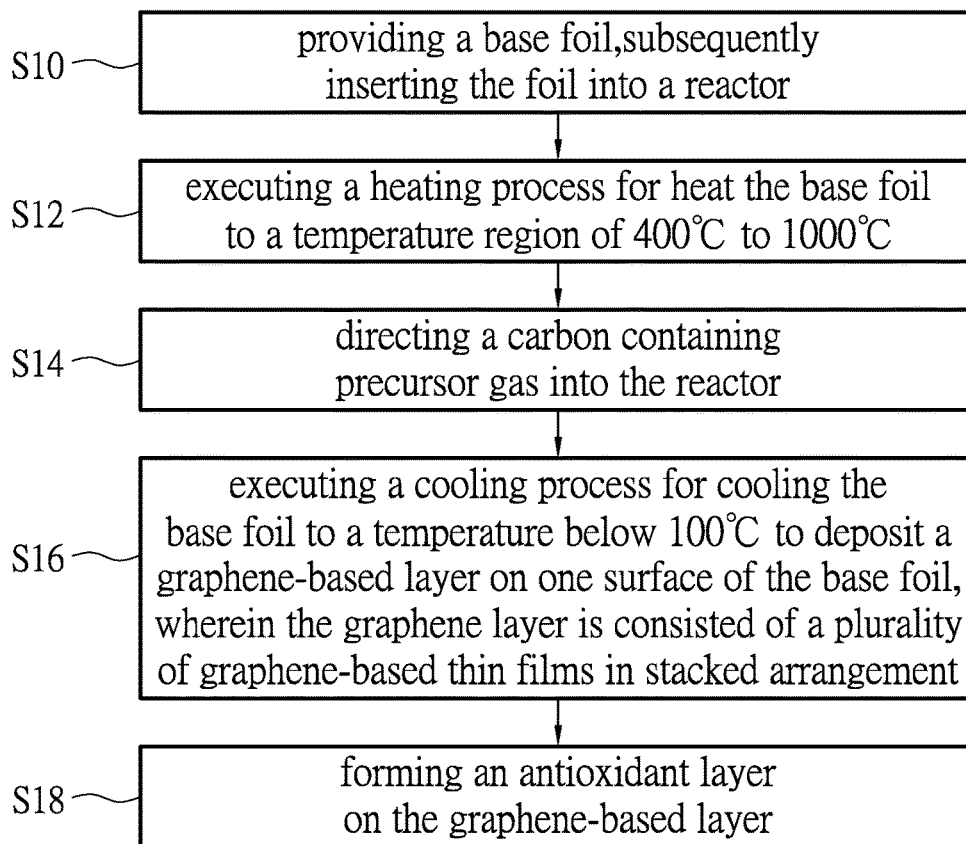 S10
providing a base foil,subsequently
inserting the foil into a reactor
S12
executing a heating process for heat the base foil
to a temperature region of 400℃ to 1000℃
S14
directing a carbon containing
precursor gas into the reactor
S16
executing a cooling process for cooling the
base foil to a temperature below 100℃ to deposit a
graphene-based layer on one surface of the base foil,
wherein the graphene layer is consisted of a plurality
of graphene-based thin films in stacked arrangement
S18
forming an antioxidant layer
on the graphene-based layer